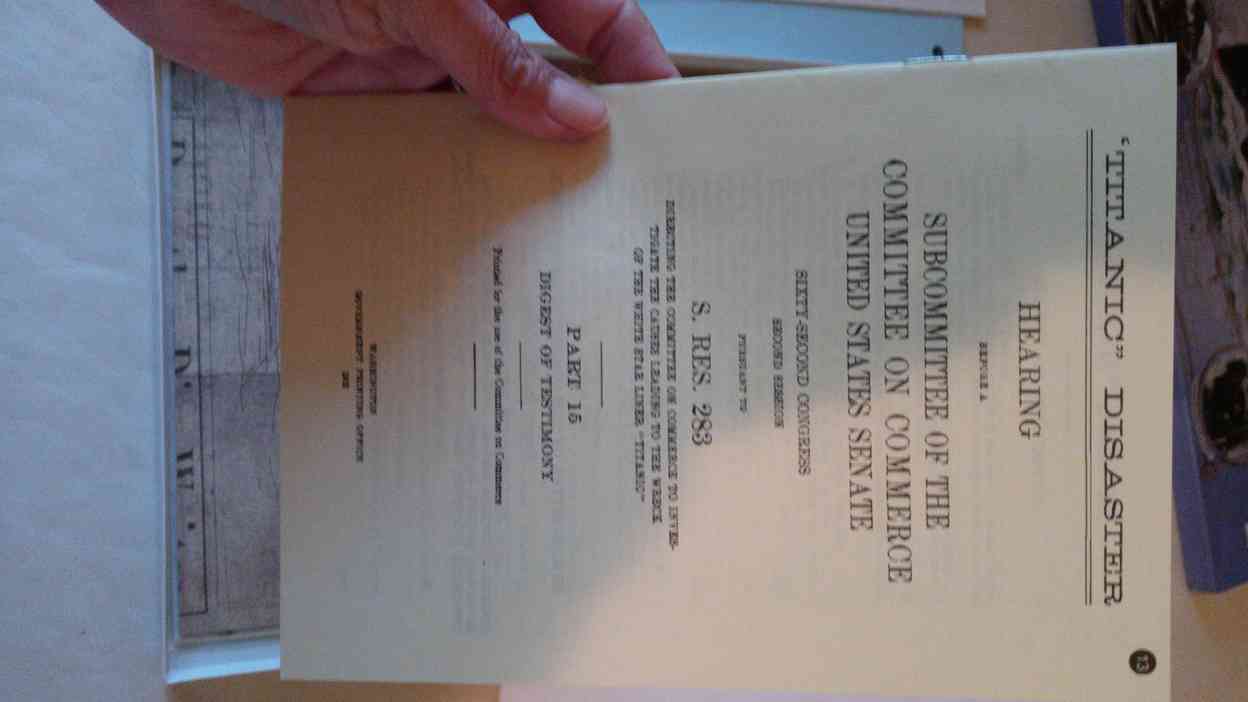 "TITANIC" DISASTER
HEARING
BEFORE A
SUBCOMMITTEE OF THE
COMMITTEE ON COMMERCE
UNITED STATES SENATE
SIXTY-SECOND CONGRESS
SECOND SESSION
PURSUANT TO
S. RES. 283
DIRECTING THE COMMITTEE ON COMMERCE TO INVES-
TIGATE THE CAUSES LEADING TO THE WRECK
OF THE WHITE STAR LINER "TITANIC"
PART 15
DIGEST OF TESTIMONY
Printed for the use of the Committee on Commerce
WASHINGTON
GOVERNMENT PRINTING OFFICE
1912
13